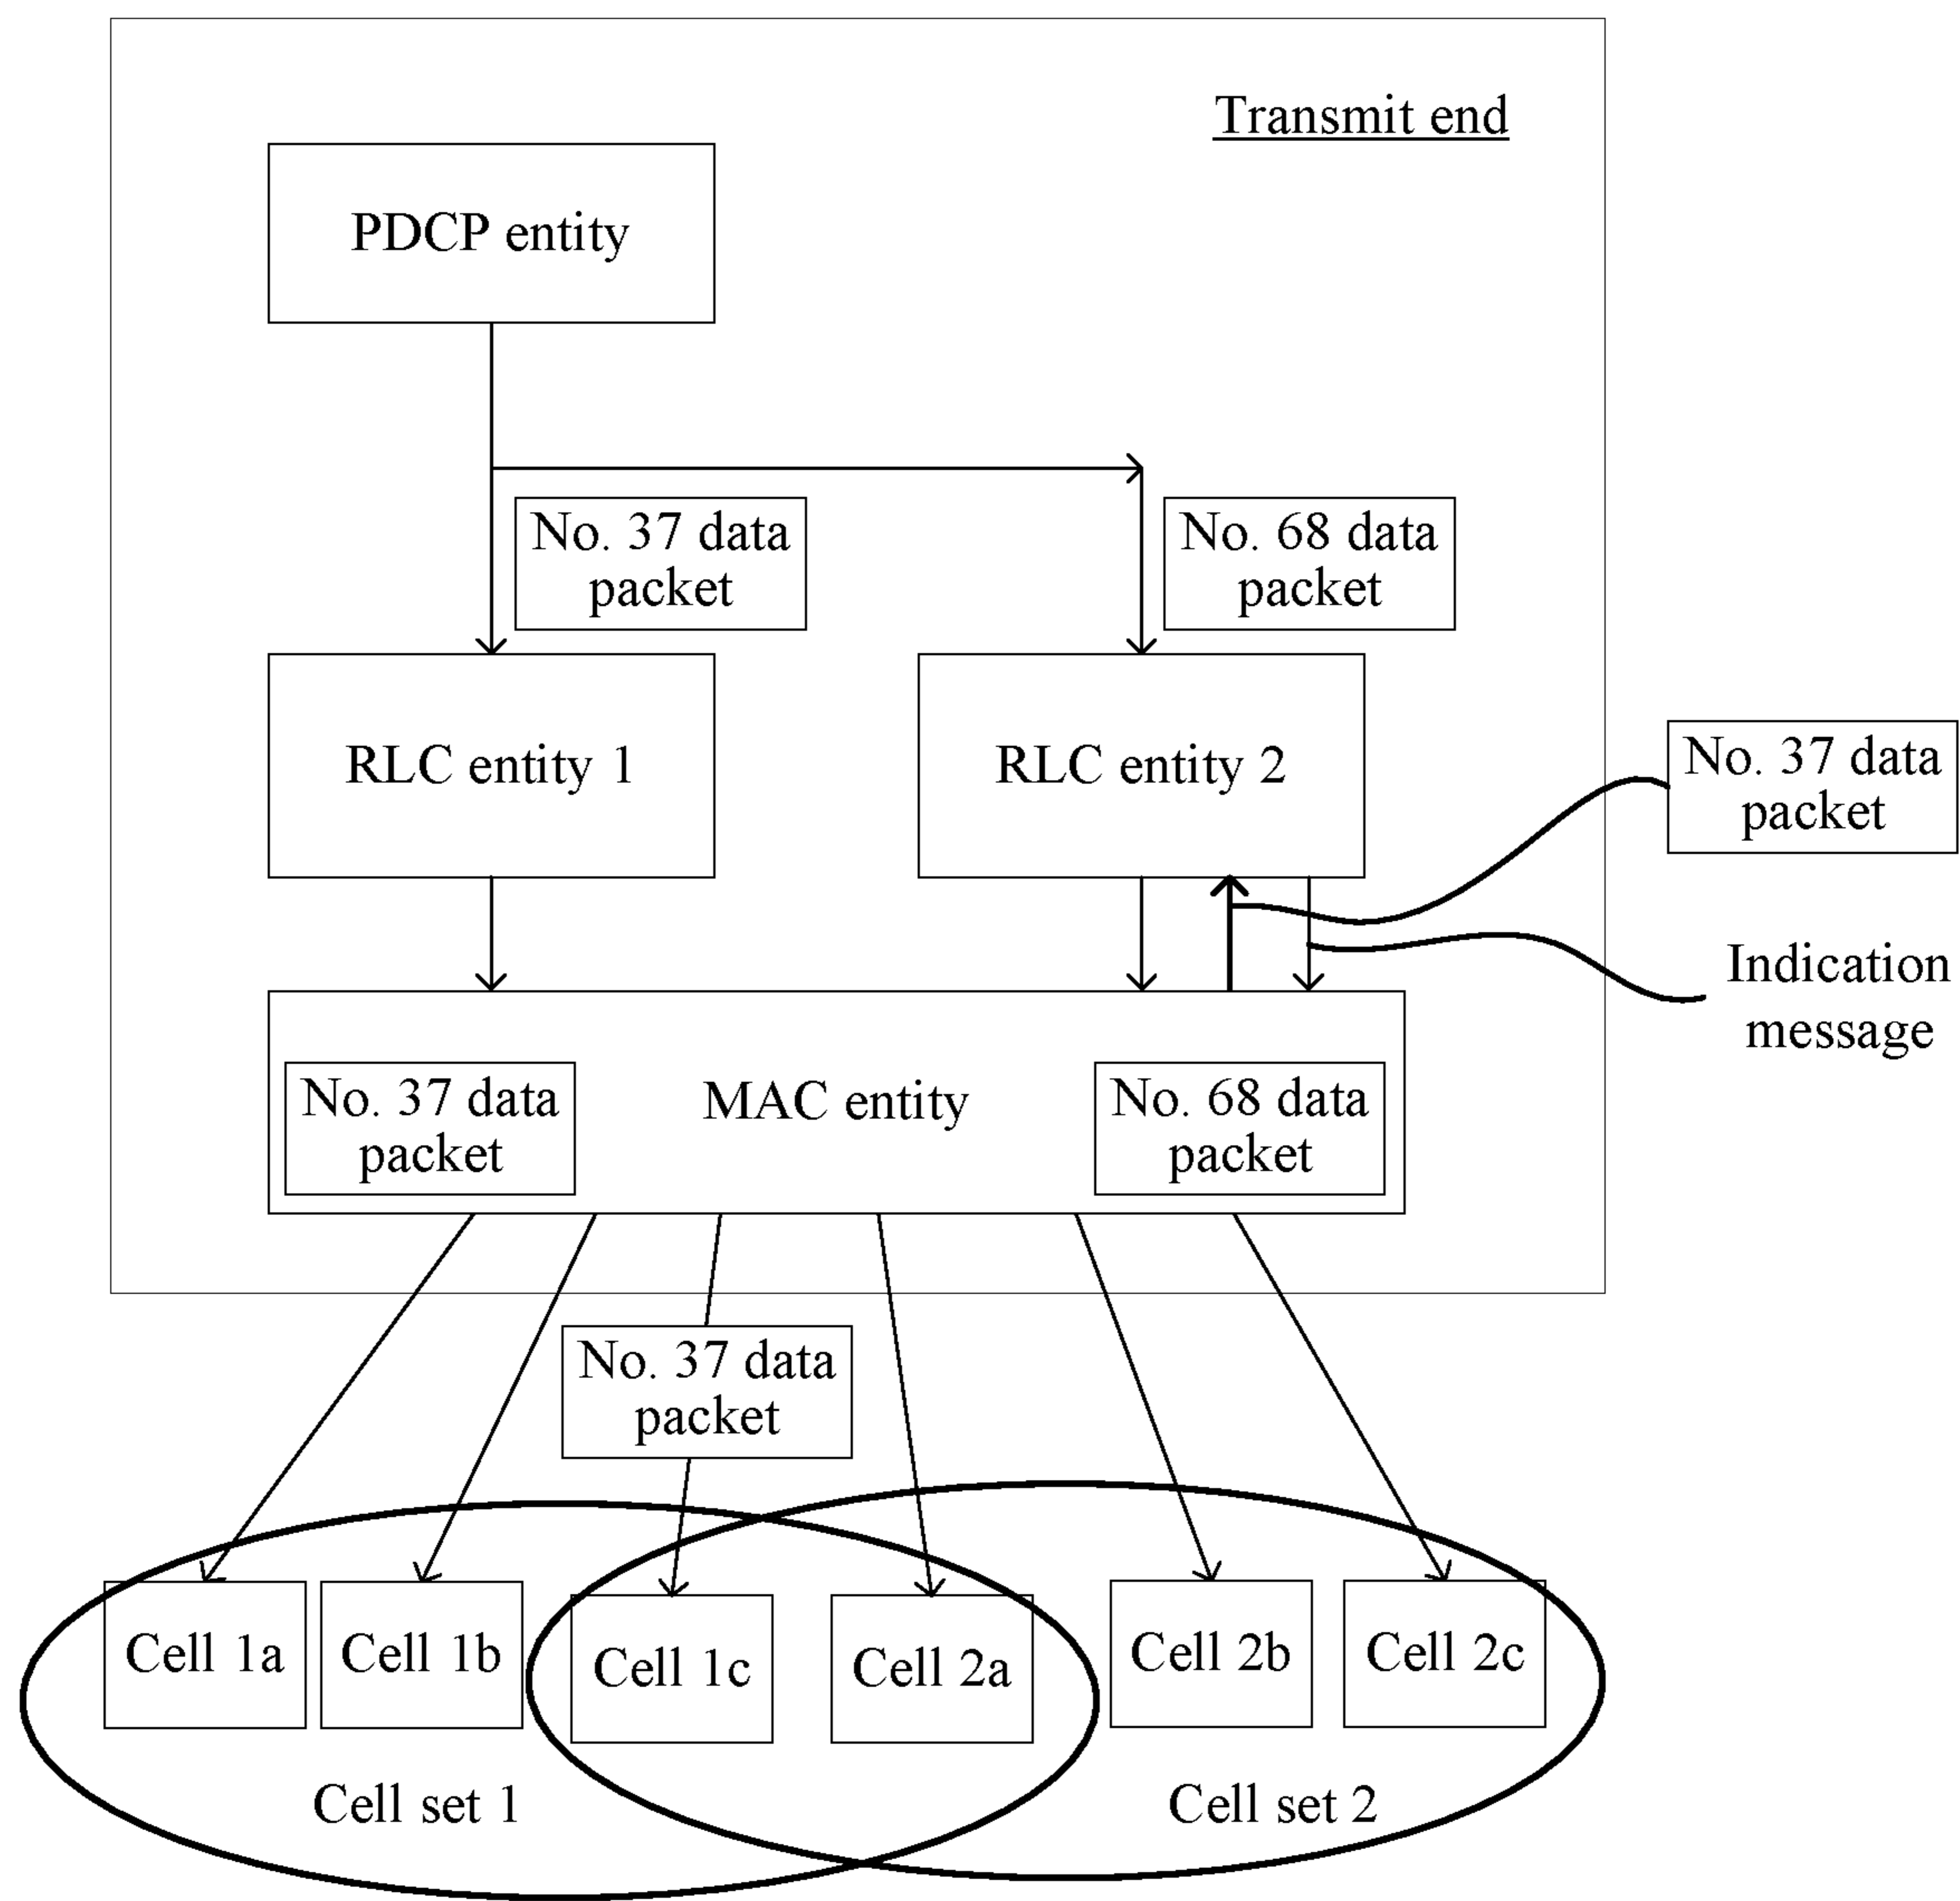 Transmit end
PDCP entity
No. 37 data
packet
No. 68 data
packet
RLC entity 1
RLC entity 2
No. 37 data
packet
Indication
message
No. 37 data
packet
MAC entity
No. 68 data
packet
No. 37 data
packet
Cell 1a
Cell 1b
Cell 1c
Cell 2a
Cell 2b
Cell 2c
Cell set 1
Cell set 2